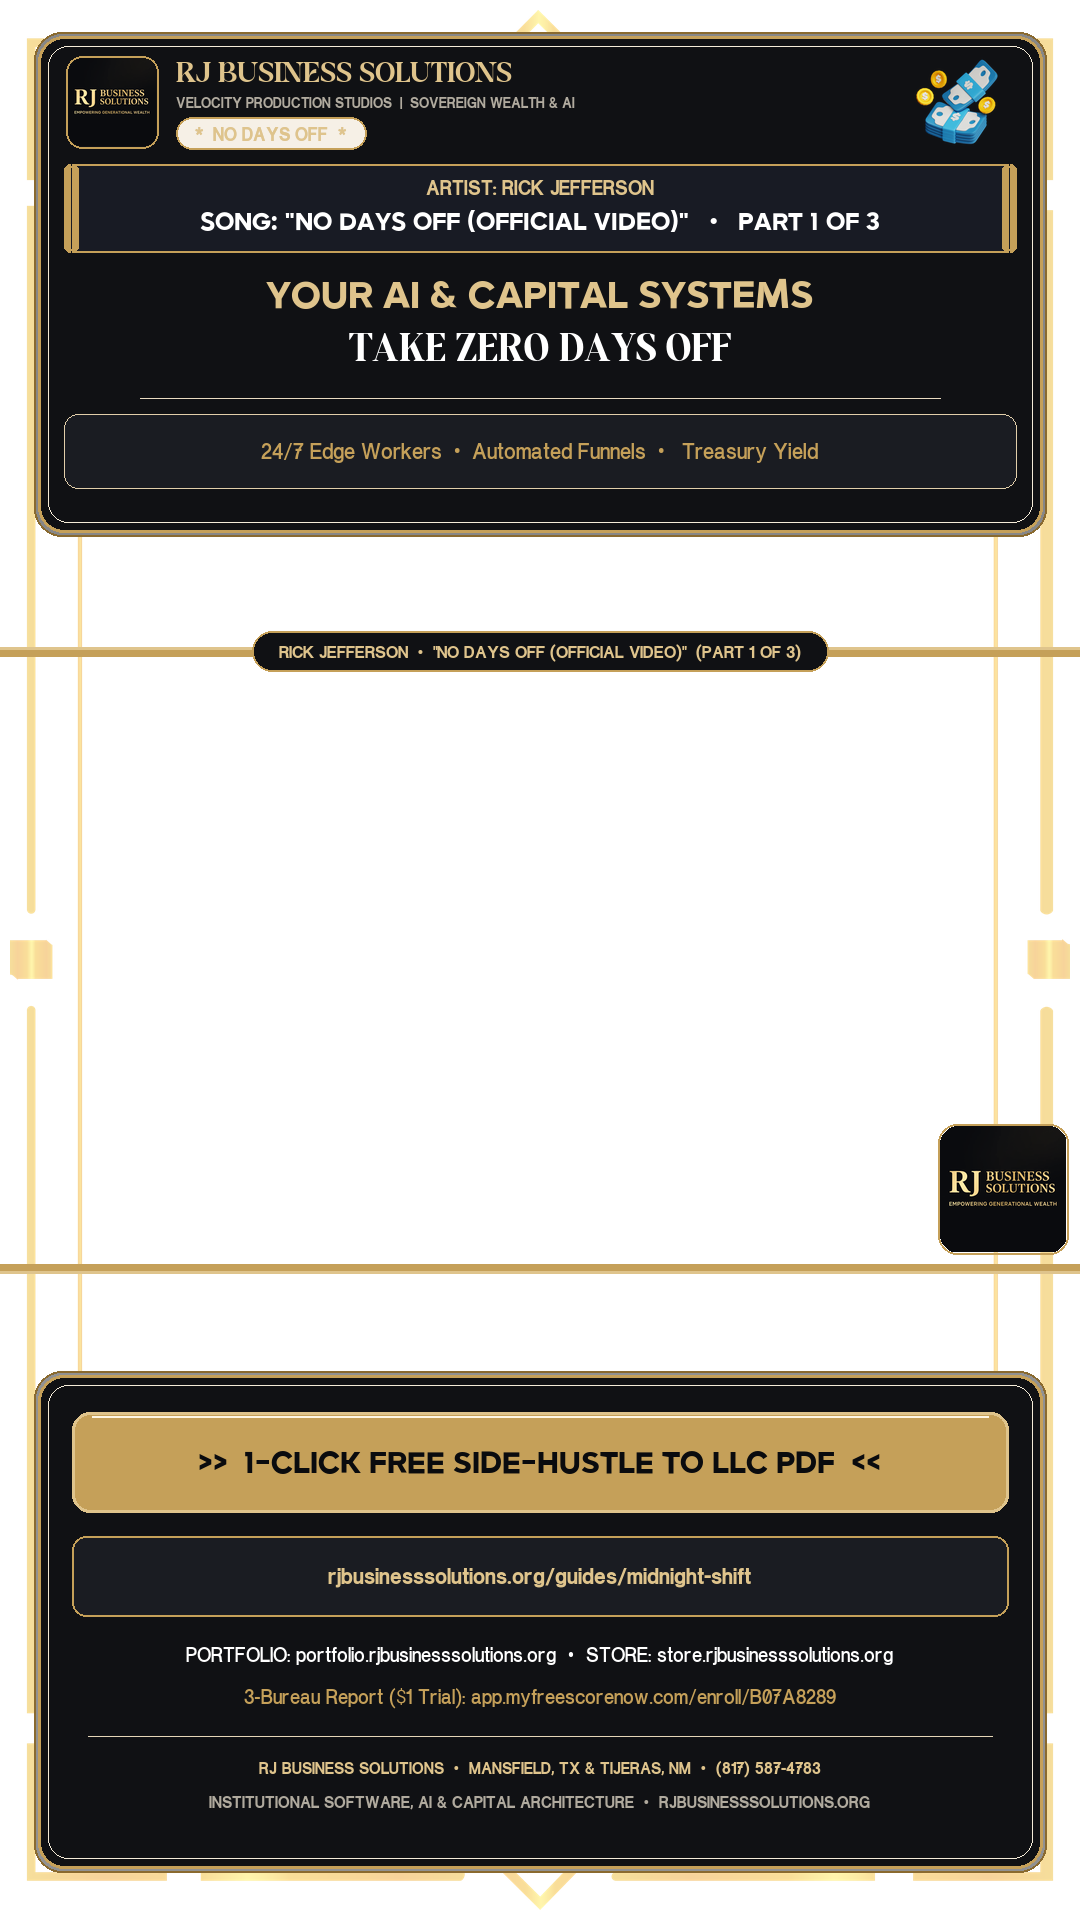 RJ BUSINESS SOLUTIONS
EMPOWERING GENERATIONAL WEALTH
RJ BUSINESS SOLUTIONS
VELOCITY PRODUCTION STUDIOS | SOVEREIGN WEALTH & AI
* NO DAYS OFF *
ARTIST: RICK JEFFERSON
SONG: "NO DAYS OFF (OFFICIAL VIDEO)" • PART 1 OF 3
YOUR AI & CAPITAL SYSTEMS
TAKE ZERO DAYS OFF
24/7 Edge Workers • Automated Funnels • Treasury Yield
RICK JEFFERSON • "NO DAYS OFF (OFFICIAL VIDEO)" (PART 1 OF 3)
RJ BUSINESS SOLUTIONS
EMPOWERING GENERATIONAL WEALTH
>> 1-CLICK FREE SIDE-HUSTLE TO LLC PDF <<
rjbusinesssolutions.org/guides/midnight-shift
PORTFOLIO: portfolio.rjbusinesssolutions.org • STORE: store.rjbusinesssolutions.org
3-Bureau Report ($1 Trial): app.myfreescorenow.com/enroll/B07A8289
RJ BUSINESS SOLUTIONS • MANSFIELD, TX & TIJERAS, NM • (817) 587-4783
INSTITUTIONAL SOFTWARE, AI & CAPITAL ARCHITECTURE • RJBUSINESSSOLUTIONS.ORG